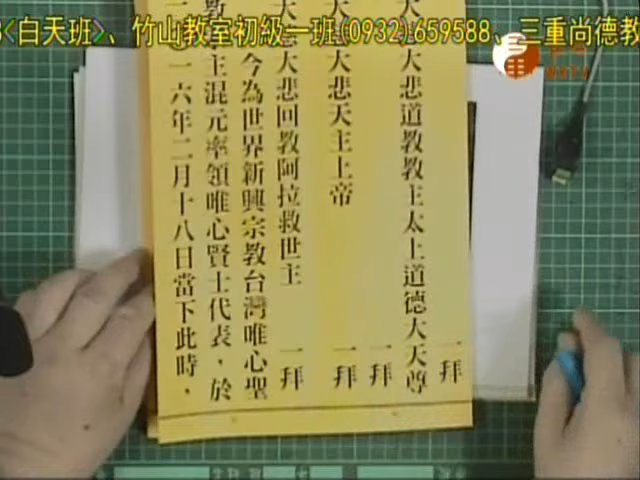 <白天班>、竹山教室初級一班(0932)659588、三重尚德教
一拜
大悲道教教主太上道德大天尊
一拜
大悲天主上帝 一拜
大悲回教阿拉救世主 一拜
今為世界新興宗教台灣唯心聖
主混元率領唯心賢士代表，於
一六年二月十八日當下此時，